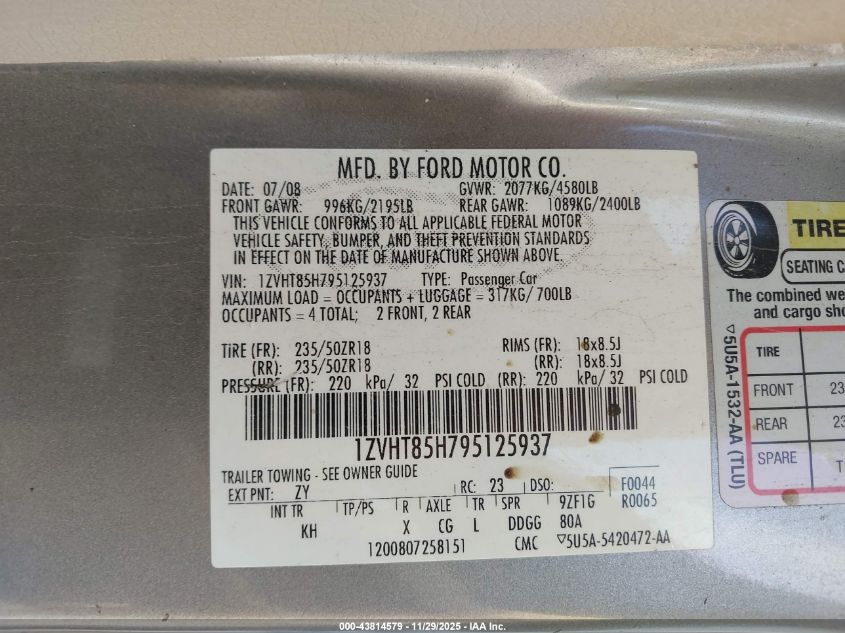 MFD. BY FORD MOTOR CO.
DATE: 07/08 GVWR: 2077KG/4580LB
FRONT GAWR: 996KG/2195LB REAR GAWR: 1089KG/2400LB
THIS VEHICLE CONFORMS TO ALL APPLICABLE FEDERAL MOTOR
VEHICLE SAFETY, BUMPER, AND THEFT PREVENTION STANDARDS
IN EFFECT ON THE DATE OF MANUFACTURE SHOWN ABOVE.
VIN: 1ZVHT85H795125937 TYPE: Passenger Car
MAXIMUM LOAD = OCCUPANTS + LUGGAGE = 317KG/ 700LB
OCCUPANTS = 4 TOTAL; 2 FRONT, 2 REAR
TIRE (FR): 235/50ZR18 RIMS (FR): 18x8.5J
(RR): 235/50ZR18 (RR): 18x8.5J
PRESSURE (FR): 220 kPa/ 32 PSI COLD (RR): 220 kPa/ 32 PSI COLD
1ZVHT85H795125937
TRAILER TOWING - SEE OWNER GUIDE
EXT PNT: ZY RC: 23 DSO: F0044
INT TR TP/PS R AXLE TR SPR 9ZF1G R0065
KH X CG L DDGG 80A
1200807258151 CMC ▽5U5A-5420472-AA
TIRE
SEATING CA
The combined we
and cargo sho
▽5U5A-1532-AA (TLU)
TIRE
FRONT 23
REAR 23
SPARE T
000-43814579 - 11/29/2025 - IAA Inc.